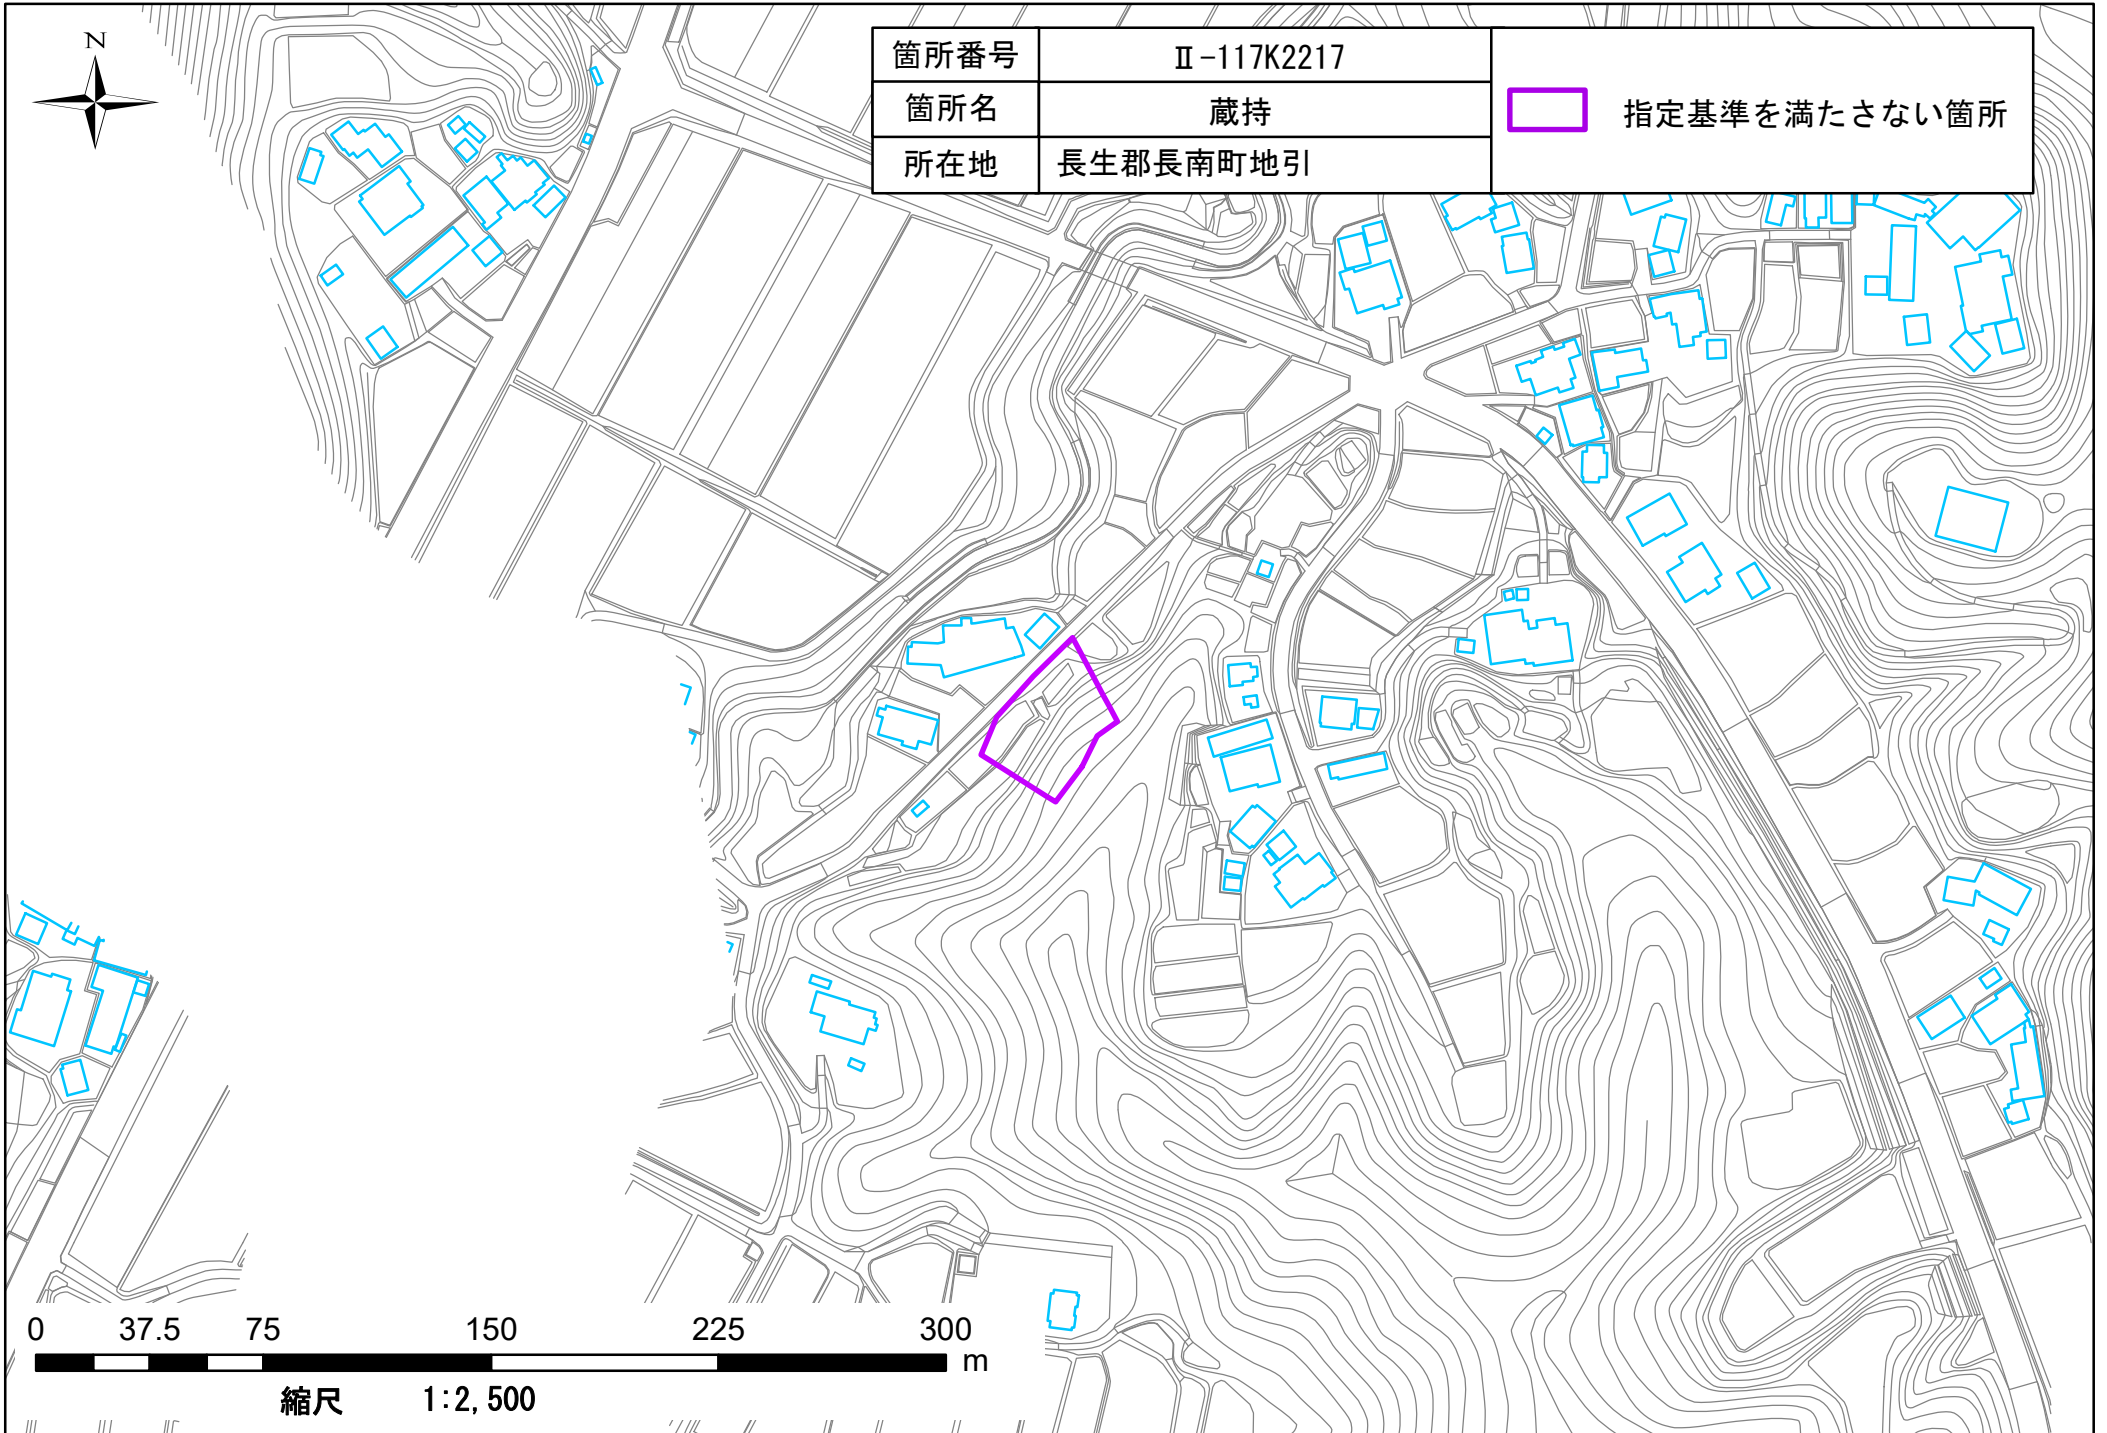 N
箇所番号 Ⅱ-117K2217
箇所名 蔵持
所在地 長生郡長南町地引
指定基準を満たさない箇所
0 37.5 75 150 225 300
m
縮尺 1:2,500